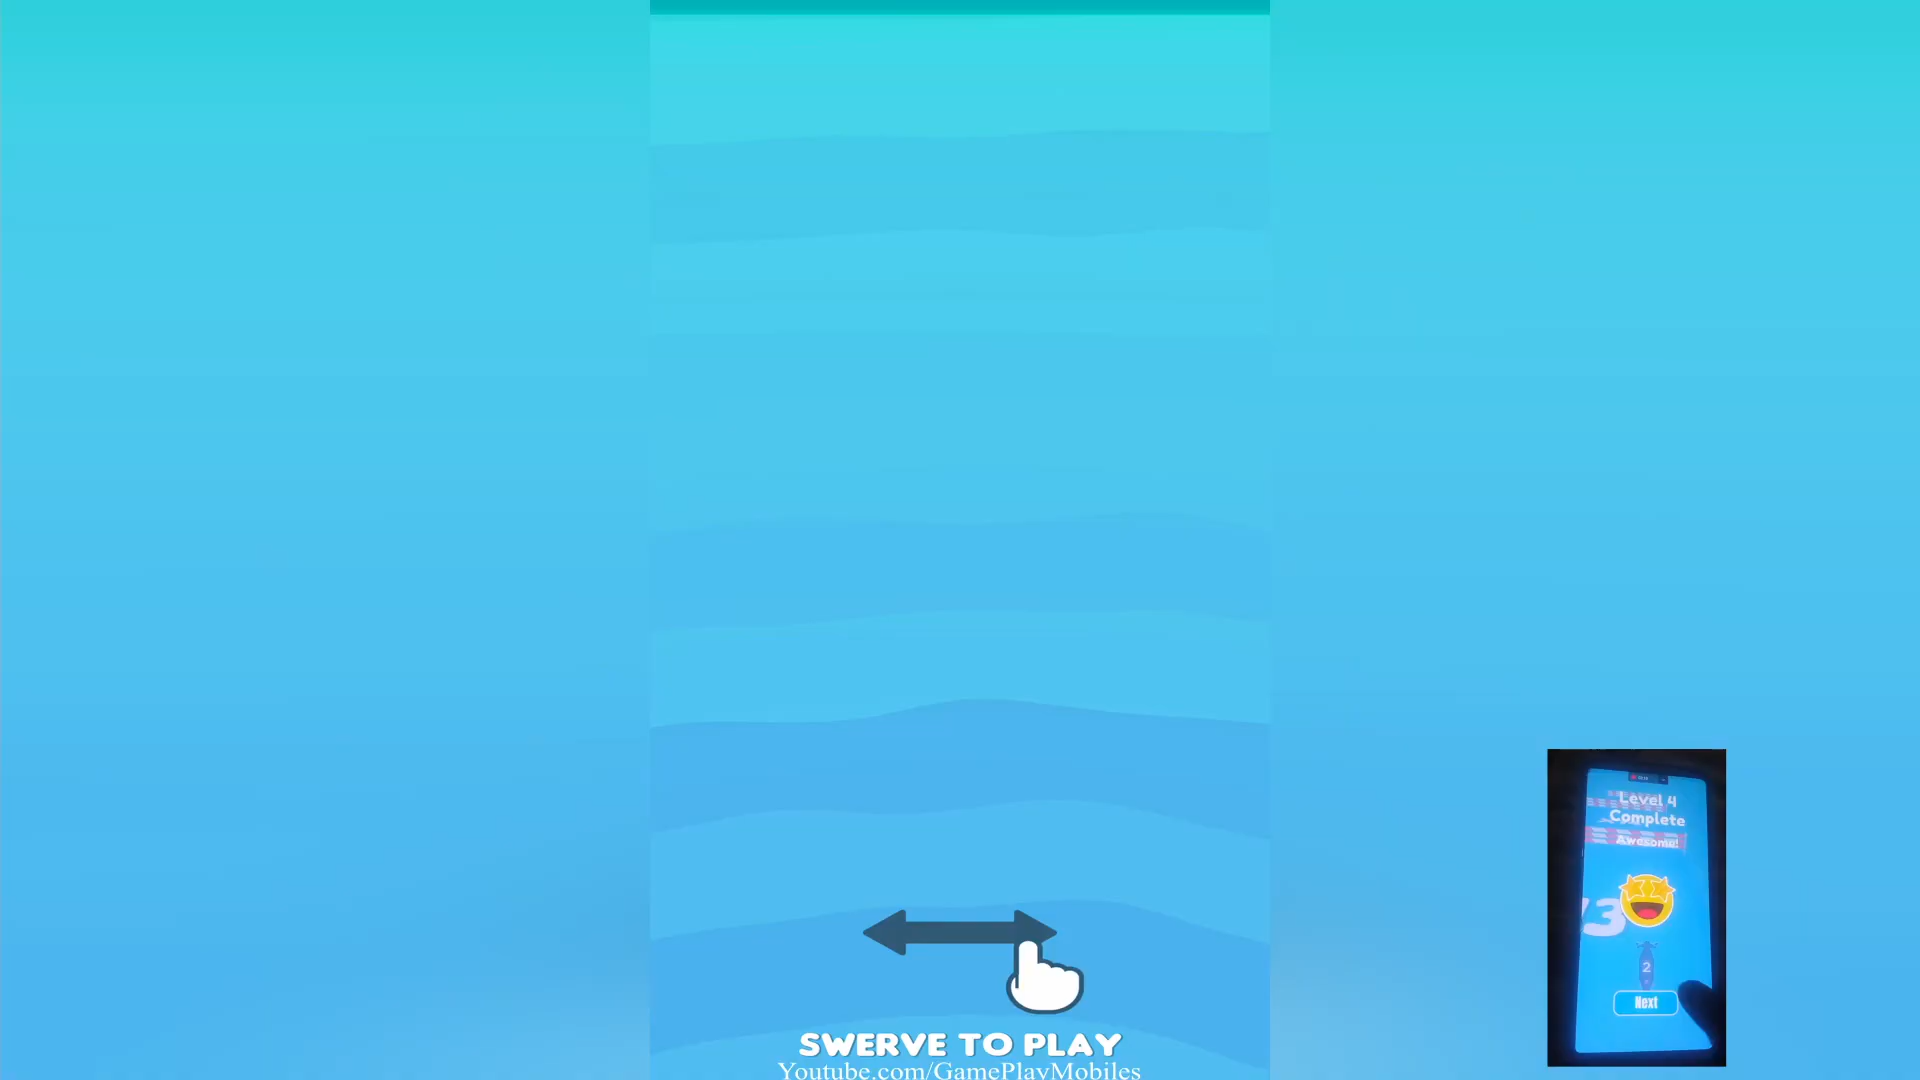 SWERVE TO PLAY
Youtube.com/GamePlayMobiles
Level 4
Complete
Awesome!
3
2
Next